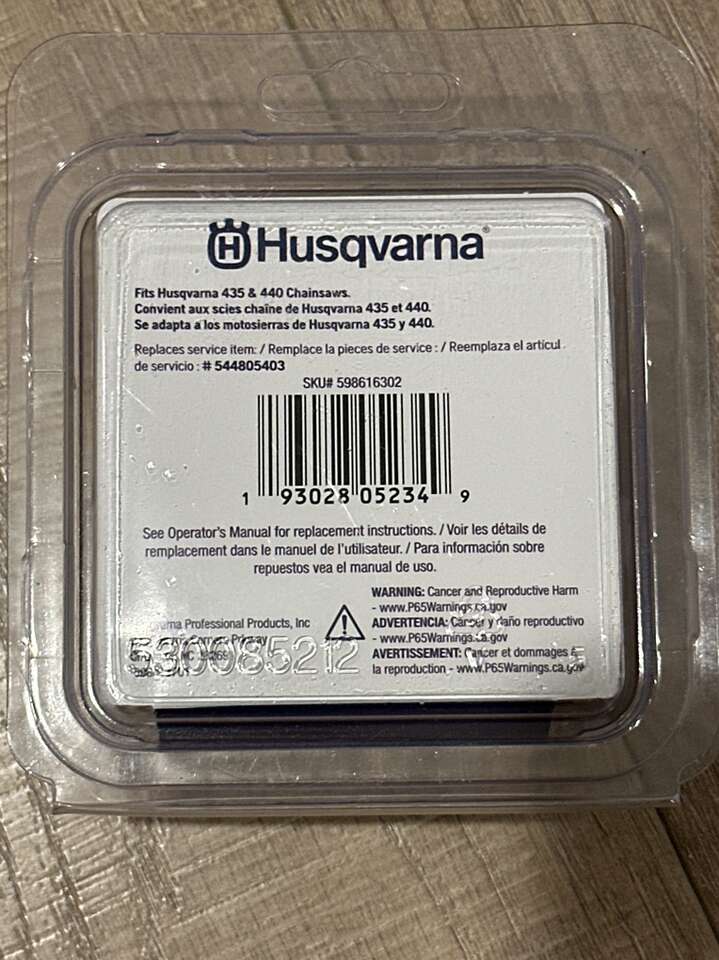 Husqvarna®
Fits Husqvarna 435 & 440 Chainsaws.
Convient aux scies chaîne de Husqvarna 435 et 440.
Se adapta a los motosierras de Husqvarna 435 y 440.
Replaces service item: / Remplace la pieces de service : / Reemplaza el articul
de servicio : # 544805403
SKU# 598616302
1 93028 05234 9
See Operator's Manual for replacement instructions. / Voir les détails de
remplacement dans le manuel de l'utilisateur. / Para información sobre
repuestos vea el manual de uso.
Professional Products, Inc
530085212
WARNING: Cancer and Reproductive Harm
- www.P65Warnings.ca.gov
ADVERTENCIA: Cáncer y daño reproductivo
- www.P65Warnings.ca.gov
AVERTISSEMENT: Cancer et dommages à
la reproduction - www.P65Warnings.ca.gov